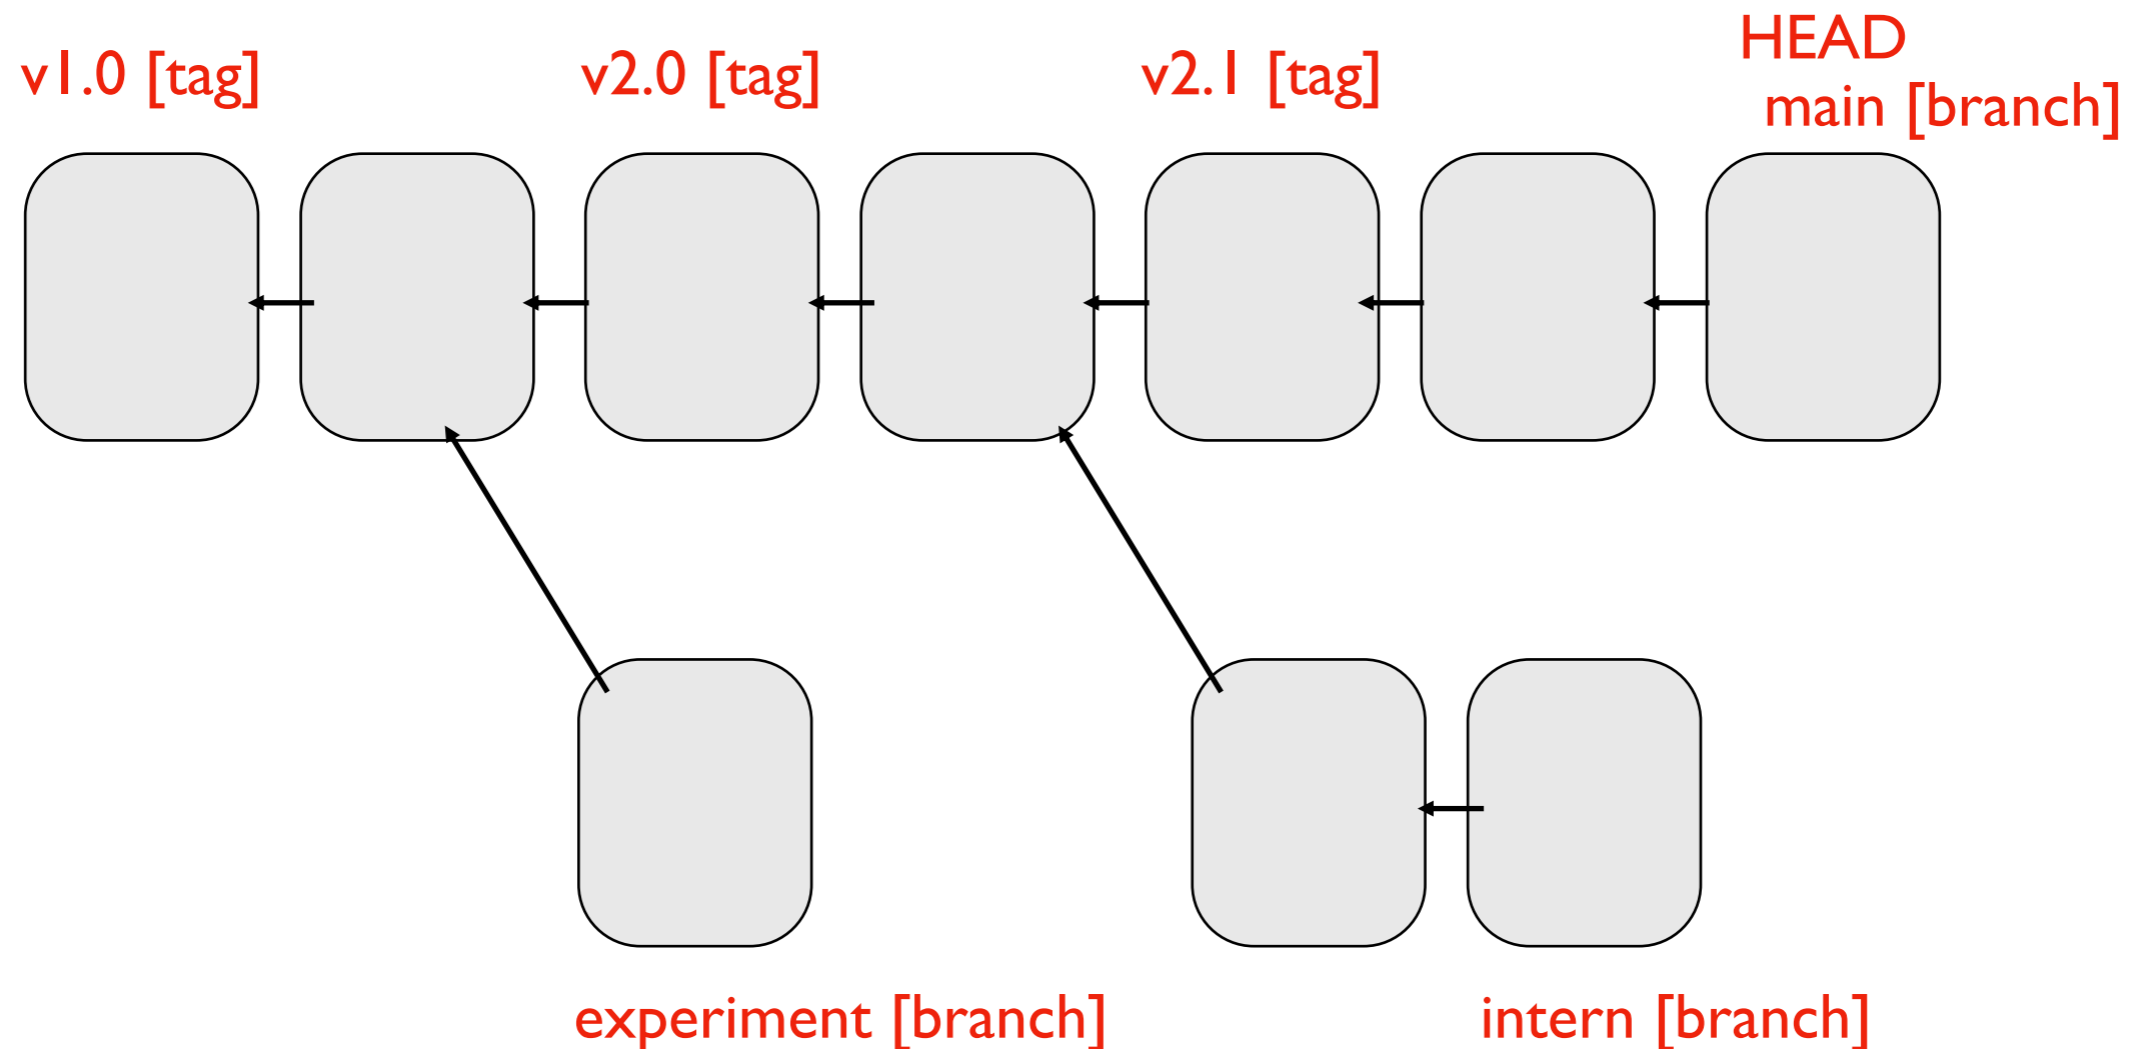 HEAD
v1.0 [tag]
v2.0 [tag]
v2.1 [tag]
main [branch]
experiment [branch]
intern [branch]